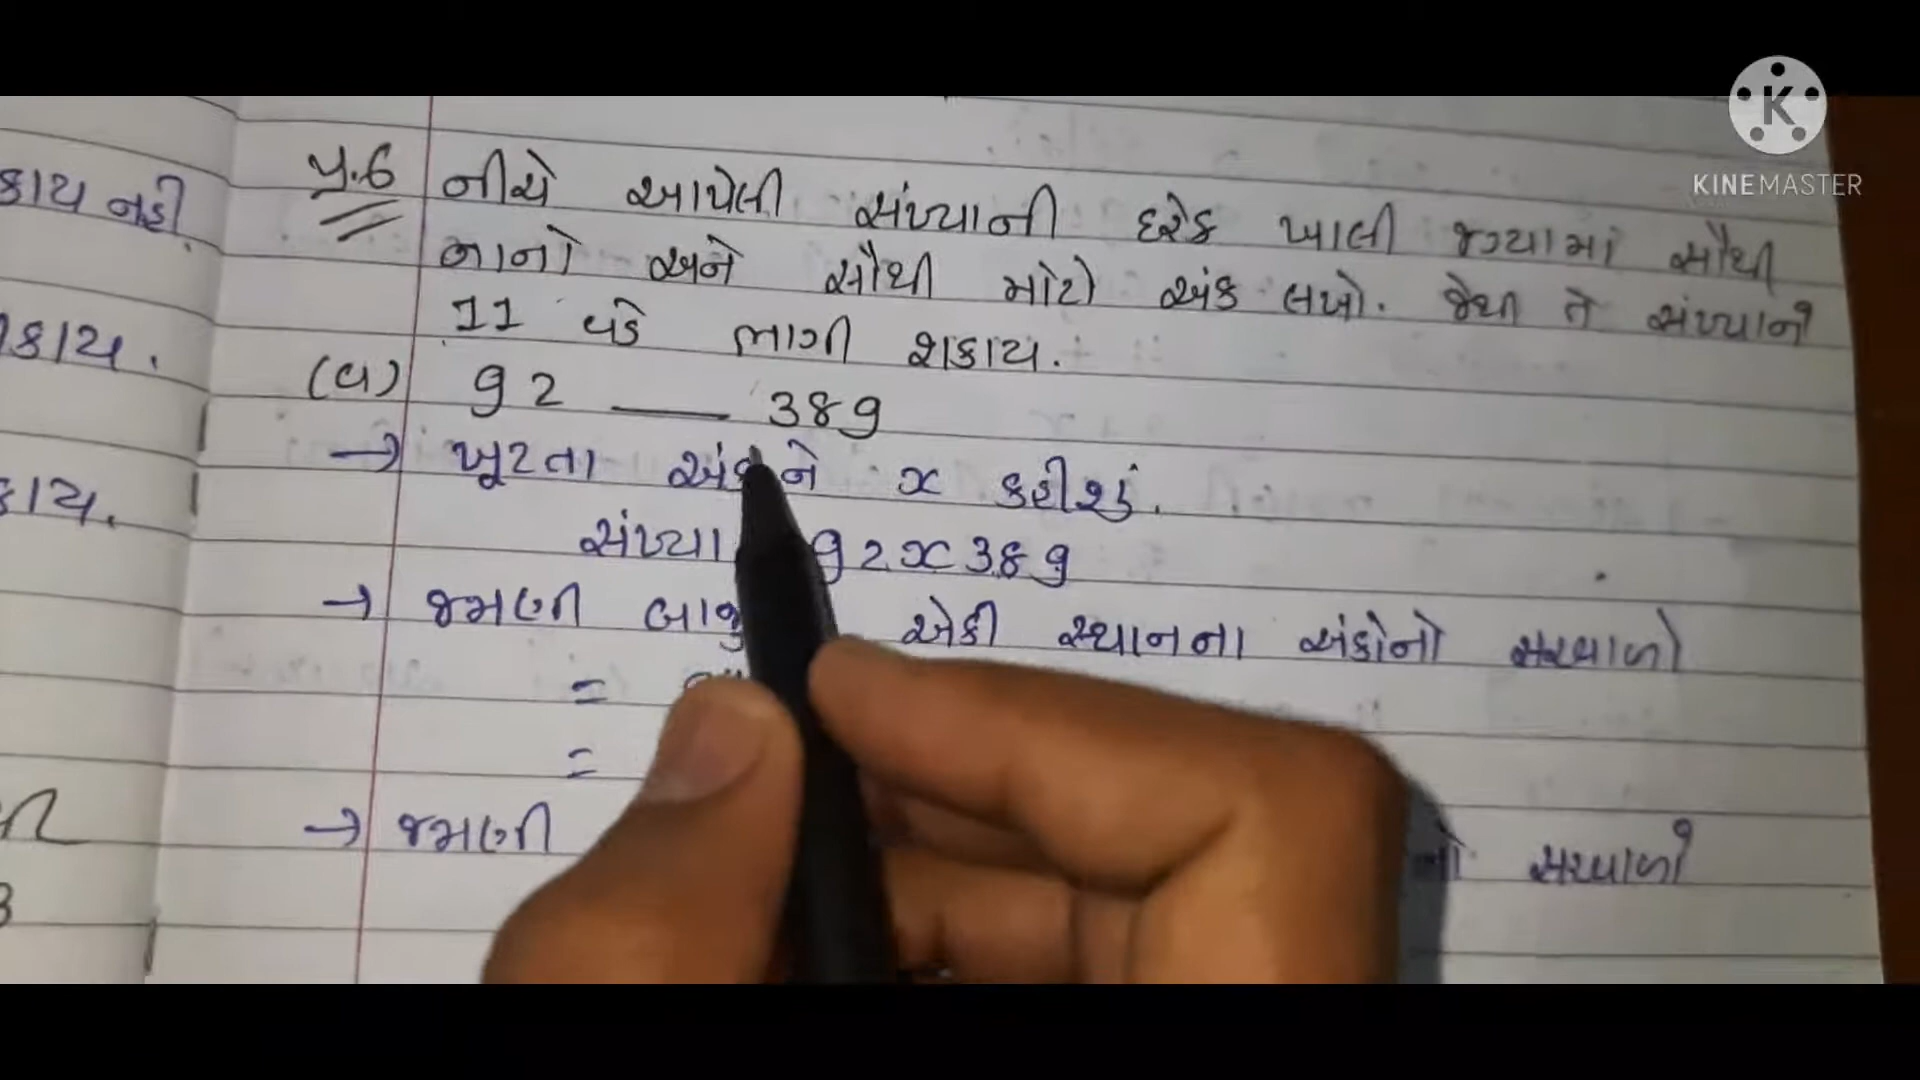 KINEMASTER
કાય નહી.
કાય.
કાય.
પ્ર.6 નીચે આપેલી સંખ્યાની દરેક ખાલી જગ્યામાં સૌથી
નાનો અને સૌથી મોટો અંક લખો. જેથી તે સંખ્યાને
11 વડે ભાગી શકાય.
(બ) 92 ___ 389
→ ખૂટતા અંકને x કહીશું.
સંખ્યા 92x389
→ જમણી એકી સ્થાનના અંકોનો સરવાળો
=
=
→ જમણી નો સરવાળો
3